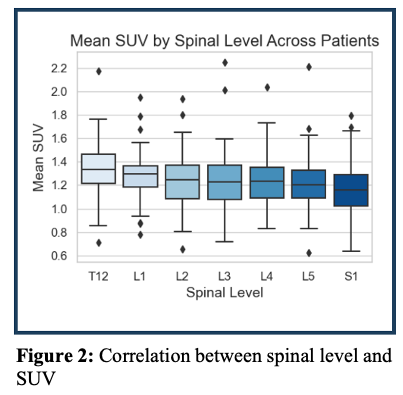 Mean SUV by Spinal Level Across Patients
Mean SUV
2.2
2.0
1.8
1.6
1.4
1.2
1.0
0.8
0.6
T12 L1 L2 L3 L4 L5 S1
Spinal Level
Figure 2: Correlation between spinal level and
SUV